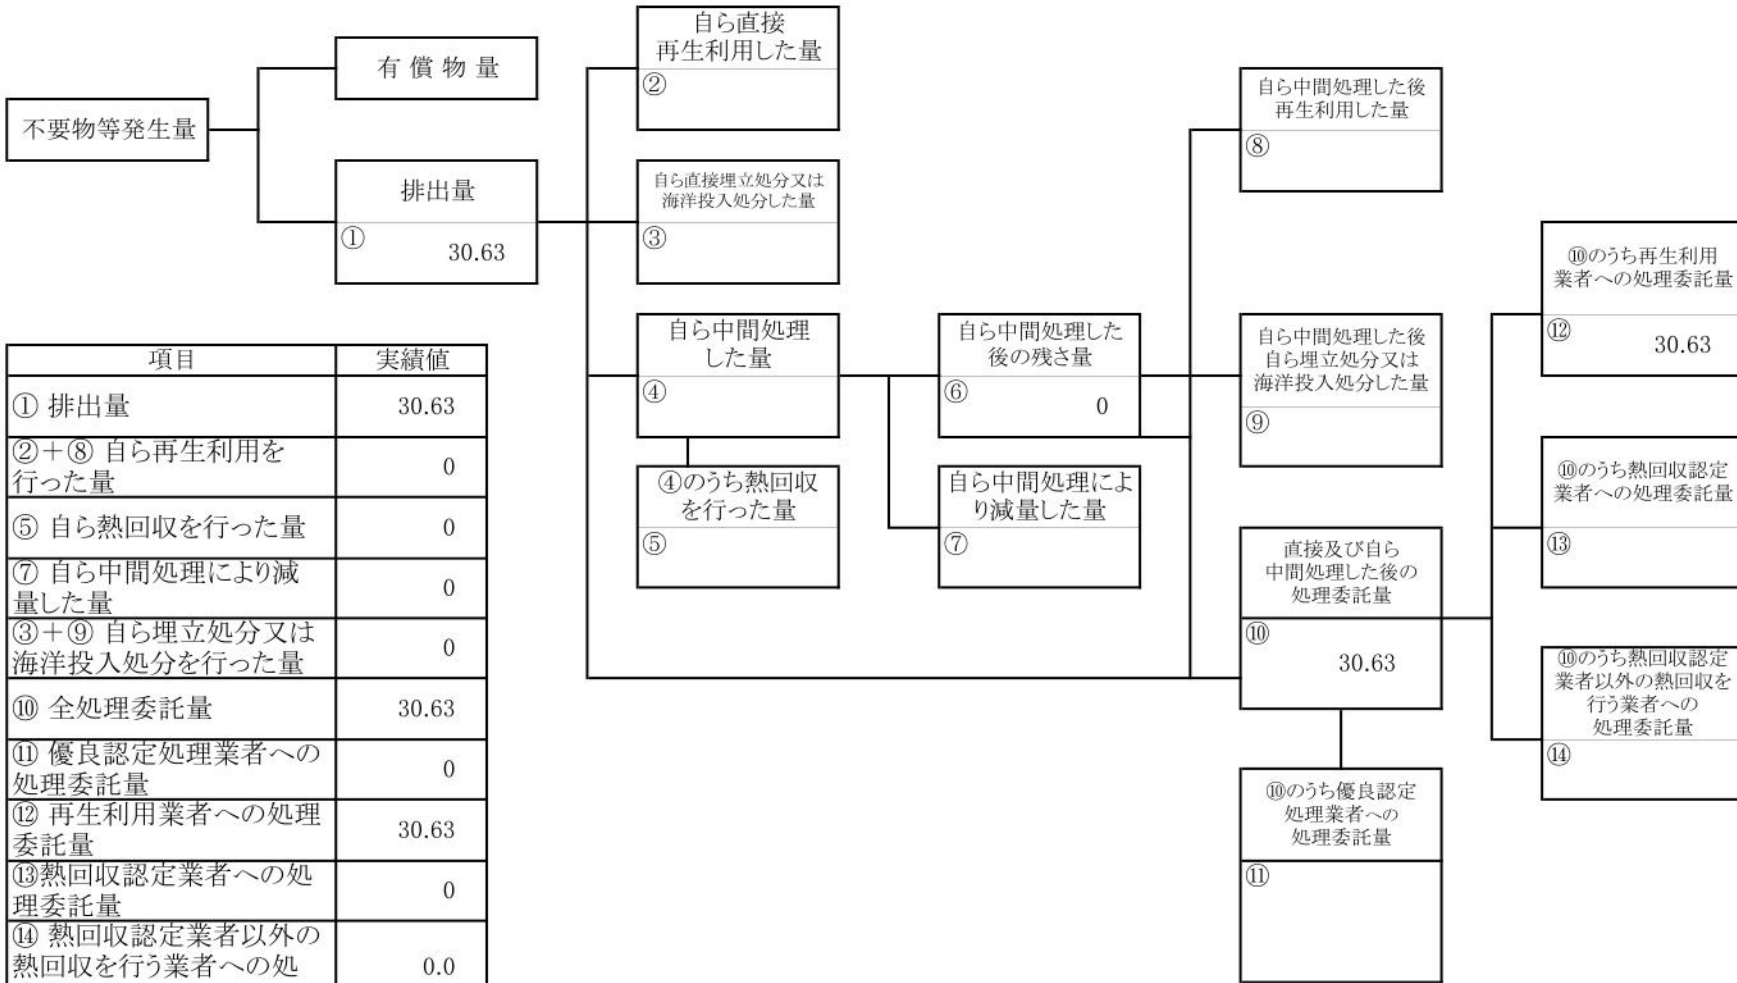 不要物等発生量
有償物量
排出量
①
30.63
自ら直接
再生利用した量
②
自ら直接埋立処分又は
海洋投入処分した量
③
自ら中間処理
した量
④
④のうち熱回収
を行った量
⑤
自ら中間処理した
後の残さ量
⑥
0
自ら中間処理によ
り減量した量
⑦
自ら中間処理した後
再生利用した量
⑧
自ら中間処理した後
自ら埋立処分又は
海洋投入処分した量
⑨
直接及び自ら
中間処理した後の
処理委託量
⑩
30.63
⑩のうち優良認定
処理業者への
処理委託量
⑪
⑩のうち再生利用
業者への処理委託量
⑫
30.63
⑩のうち熱回収認定
業者への処理委託量
⑬
⑩のうち熱回収認定
業者以外の熱回収を
行う業者への
処理委託量
⑭
項目 実績値
① 排出量 30.63
②+⑧ 自ら再生利用を
行った量 0
⑤ 自ら熱回収を行った量 0
⑦ 自ら中間処理により減
量した量 0
③+⑨ 自ら埋立処分又は
海洋投入処分を行った量 0
⑩ 全処理委託量 30.63
⑪ 優良認定処理業者への
処理委託量 0
⑫ 再生利用業者への処理
委託量 30.63
⑬熱回収認定業者への処
理委託量 0
⑭ 熱回収認定業者以外の
熱回収を行う業者への処 0.0